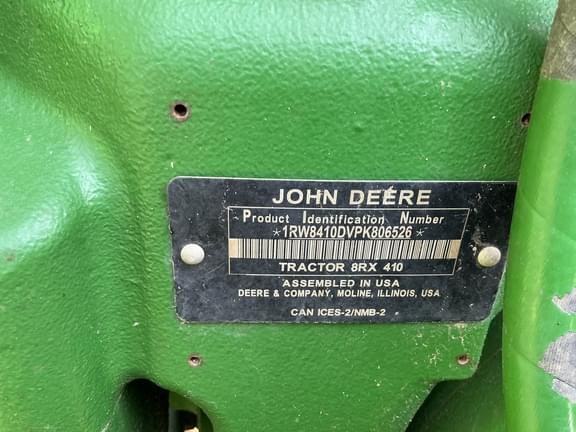 JOHN DEERE
Product Identification Number
*1RW8410DVPK806526*
TRACTOR 8RX 410
ASSEMBLED IN USA
DEERE & COMPANY, MOLINE, ILLINOIS, USA
CAN ICES-2/NMB-2